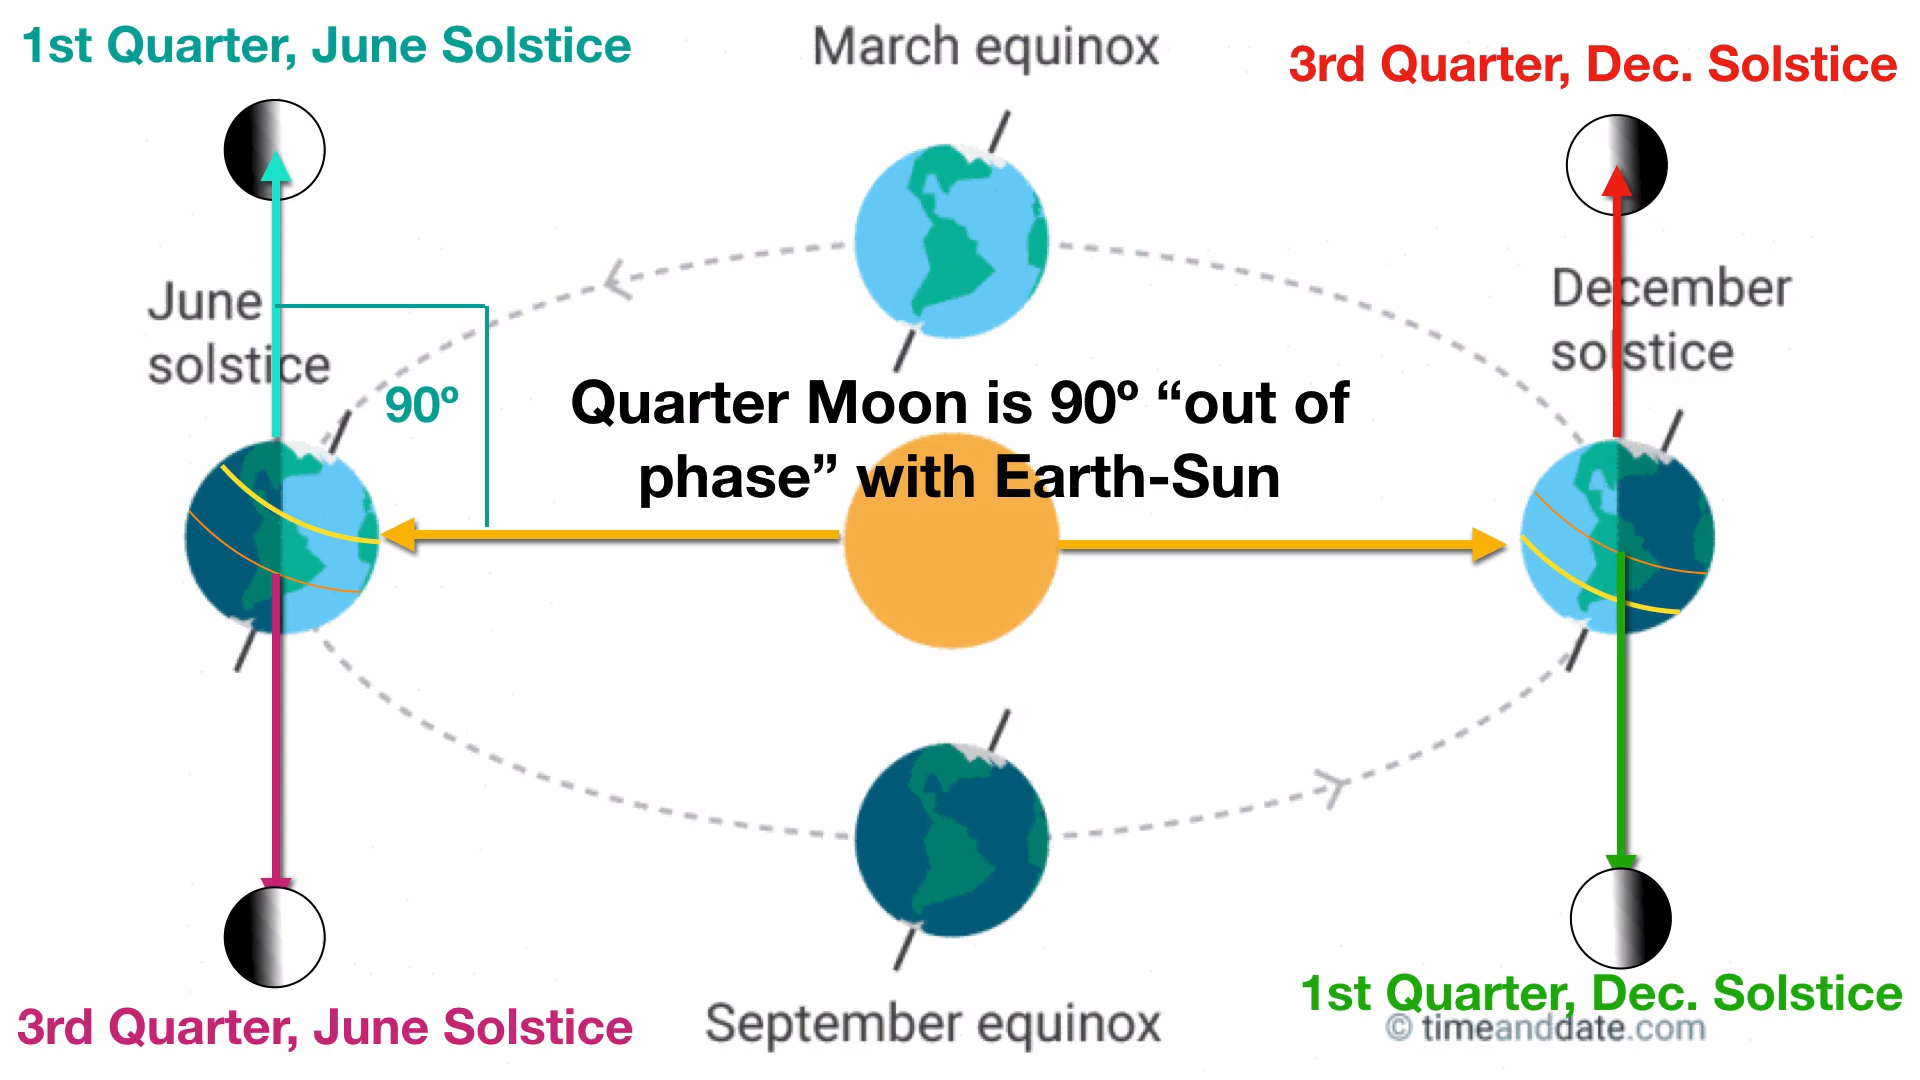 1st Quarter, June Solstice
March equinox
3rd Quarter, Dec. Solstice
June
solstice
December
solstice
90º
Quarter Moon is 90º “out of
phase” with Earth-Sun
3rd Quarter, June Solstice
September equinox
1st Quarter, Dec. Solstice
© timeanddate.com